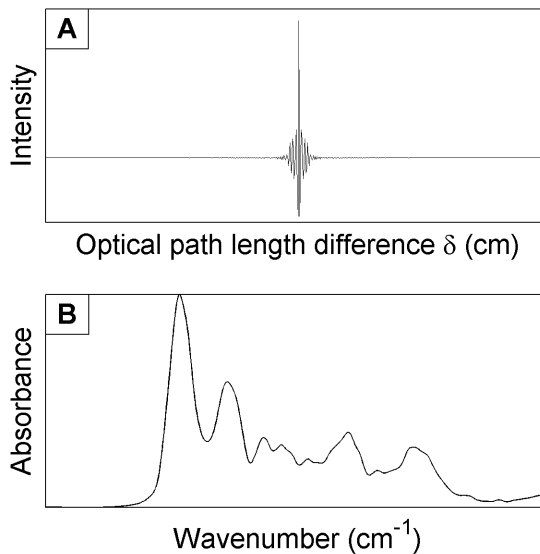 A
Intensity
Optical path length difference δ (cm)
B
Absorbance
Wavenumber (cm⁻¹)